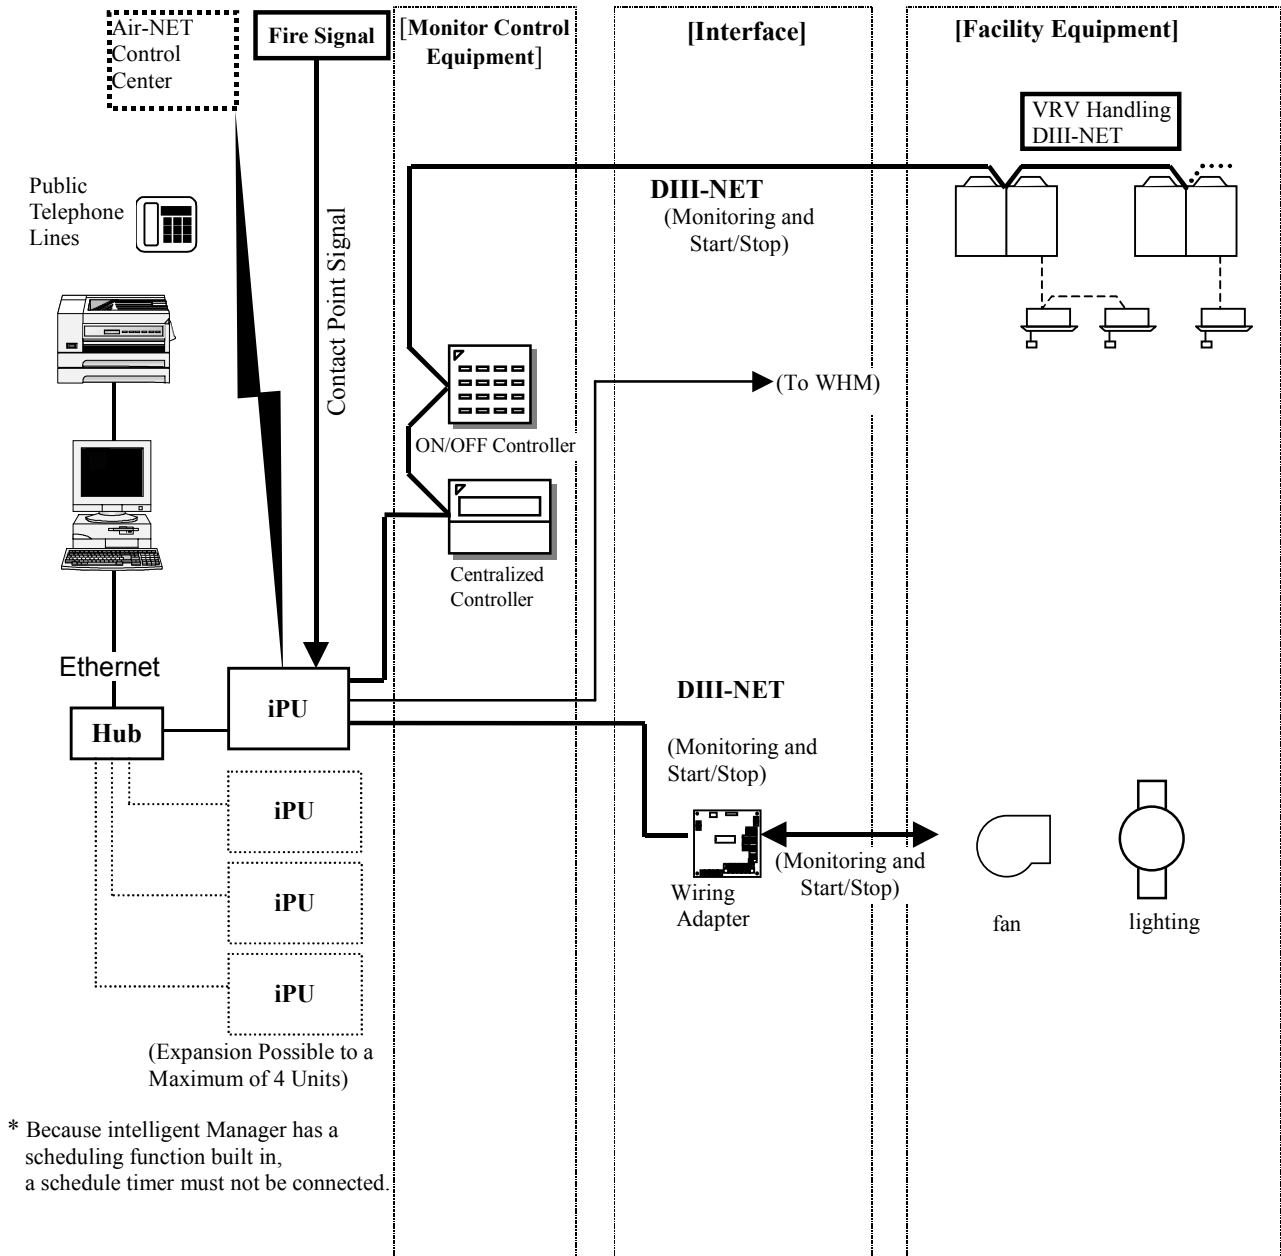 Air-NET
Control
Center
Fire Signal
[Monitor Control
Equipment]
[Interface]
[Facility Equipment]
VRV Handling
DIII-NET
Public
Telephone
Lines
Contact Point Signal
DIII-NET
(Monitoring and
Start/Stop)
(To WHM)
ON/OFF Controller
Centralized
Controller
Ethernet
Hub
iPU
DIII-NET
(Monitoring and
Start/Stop)
iPU
iPU
iPU
(Expansion Possible to a
Maximum of 4 Units)
Wiring
Adapter
(Monitoring and
Start/Stop)
fan
lighting
* Because intelligent Manager has a
scheduling function built in,
a schedule timer must not be connected.